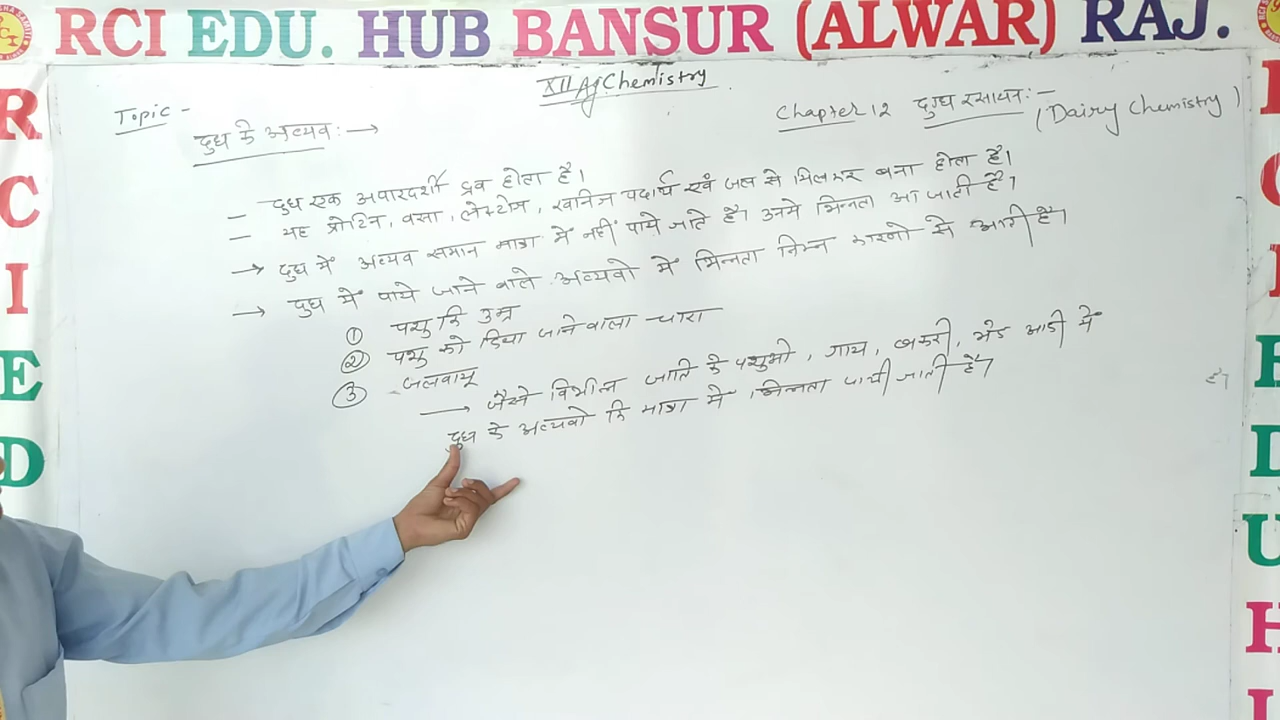 RCI EDU. HUB BANSUR (ALWAR) RAJ.
XII Ag Chemistry
Topic -
Chapter 12 दुग्ध रसायन :-
(Dairy Chemistry)
दुध के अव्यव :- →
- दुध एक अपारदर्शी द्रव होता है।
- यह प्रोटिन, वसा, लेक्टोज, खनिज पदार्थ एवं जल से मिलकर बना होता है।
→ दुध में अव्यव समान मात्रा में नहीं पाये जाते है। उनमे भिन्नता आ जाती है।
→ दुध में पाये जाने वाले अव्यवो में भिन्नता निम्न कारणो से आती है।
① पशु कि उम्र
② पशु को दिया जाने वाला चारा
③ जलवायू
→ जैसे विभीन्न जाति के पशुओ, गाय, बकरी, भेड आदी में
दुध के अव्यवो कि मात्रा में भिन्नता पायी जाती है।
R
C
I
E
D
R
C
I
E
D
U
H